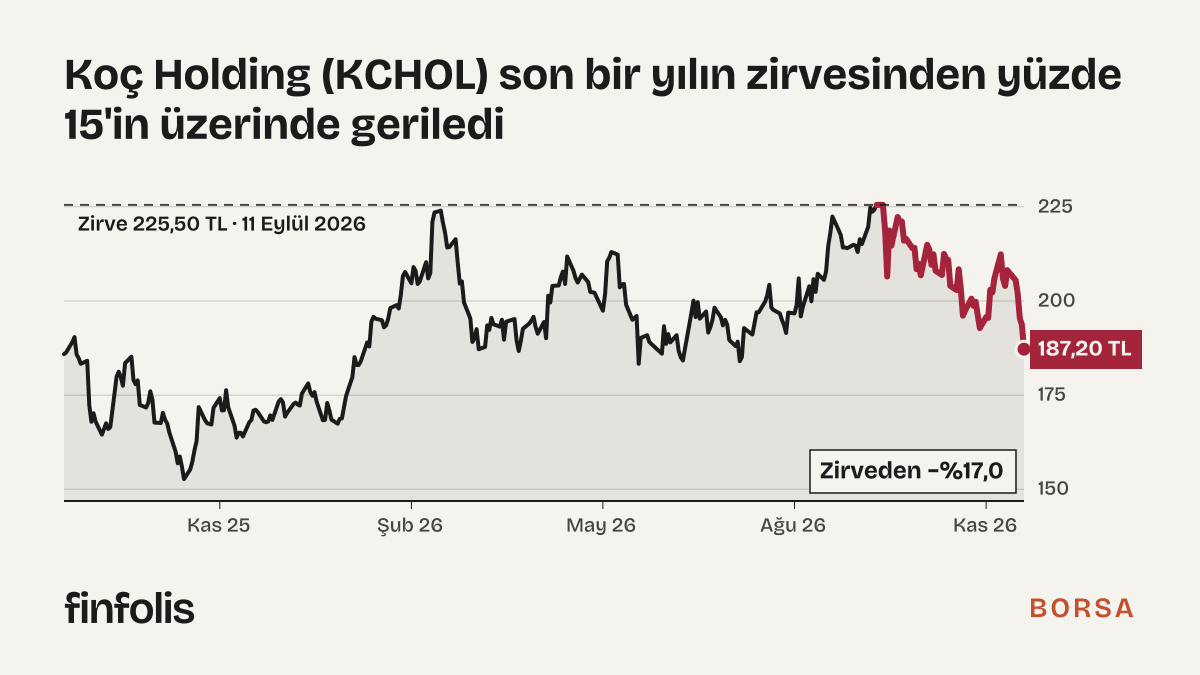 Koç Holding (KCHOL) son bir yılın zirvesinden yüzde
15'in üzerinde geriledi
Zirve 225,50 TL · 11 Eylül 2026
225
200
187,20 TL
175
Zirveden −%17,0
150
Kas 25
Şub 26
May 26
Ağu 26
Kas 26
finfolis
BORSA